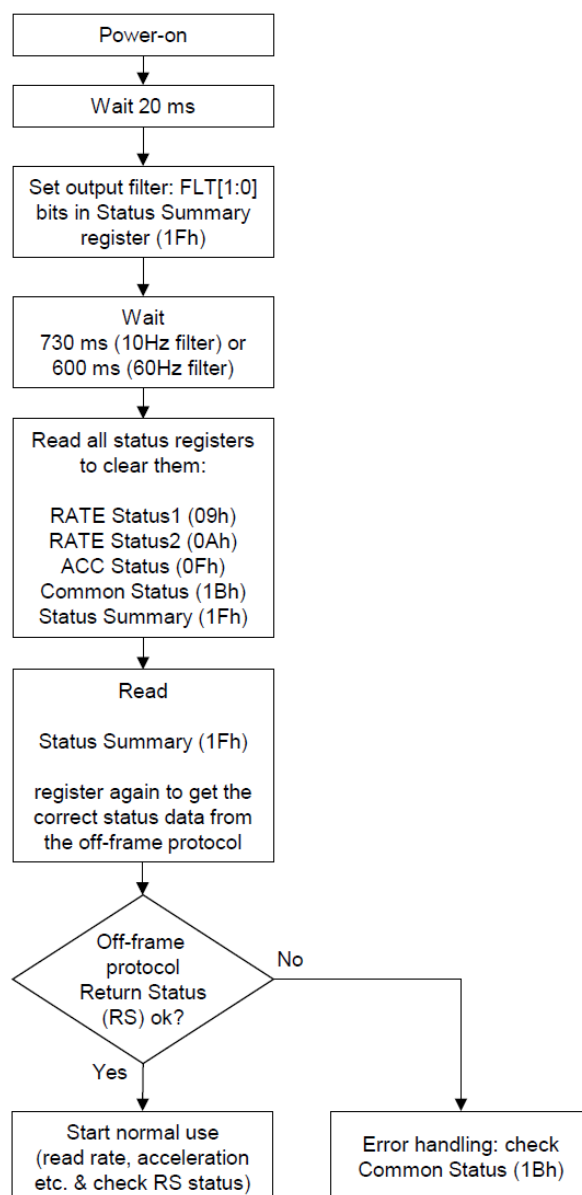 Power-on
Wait 20 ms
Set output filter: FLT[1:0]
bits in Status Summary
register (1Fh)
Wait
730 ms (10Hz filter) or
600 ms (60Hz filter)
Read all status registers
to clear them:
RATE Status1 (09h)
RATE Status2 (0Ah)
ACC Status (0Fh)
Common Status (1Bh)
Status Summary (1Fh)
Read
Status Summary (1Fh)
register again to get the
correct status data from
the off-frame protocol
Off-frame
protocol
Return Status
(RS) ok?
No
Yes
Start normal use
(read rate, acceleration
etc. & check RS status)
Error handling: check
Common Status (1Bh)